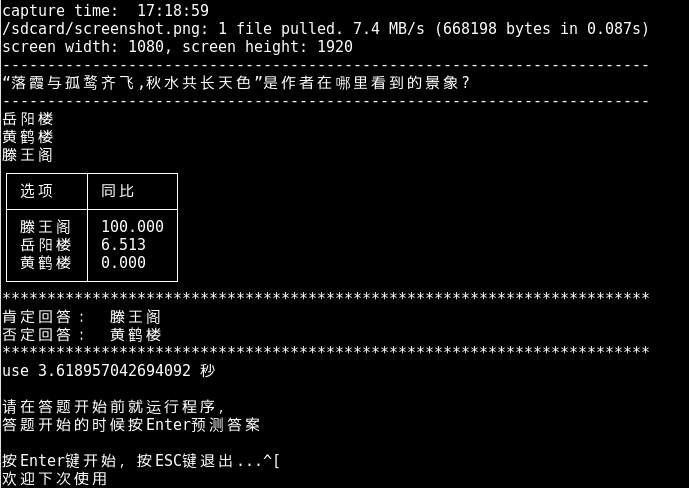 capture time:  17:18:59
/sdcard/screenshot.png: 1 file pulled. 7.4 MB/s (668198 bytes in 0.087s)
screen width: 1080, screen height: 1920
------------------------------------------------------------------------
“落霞与孤鹜齐飞,秋水共长天色”是作者在哪里看到的景象?
------------------------------------------------------------------------
岳阳楼
黄鹤楼
滕王阁
选项 同比
滕王阁 100.000
岳阳楼 6.513
黄鹤楼 0.000
************************************************************************
肯定回答： 滕王阁
否定回答： 黄鹤楼
************************************************************************
use 3.618957042694092 秒
请在答题开始前就运行程序,
答题开始的时候按Enter预测答案
按Enter键开始, 按ESC键退出...^[
欢迎下次使用